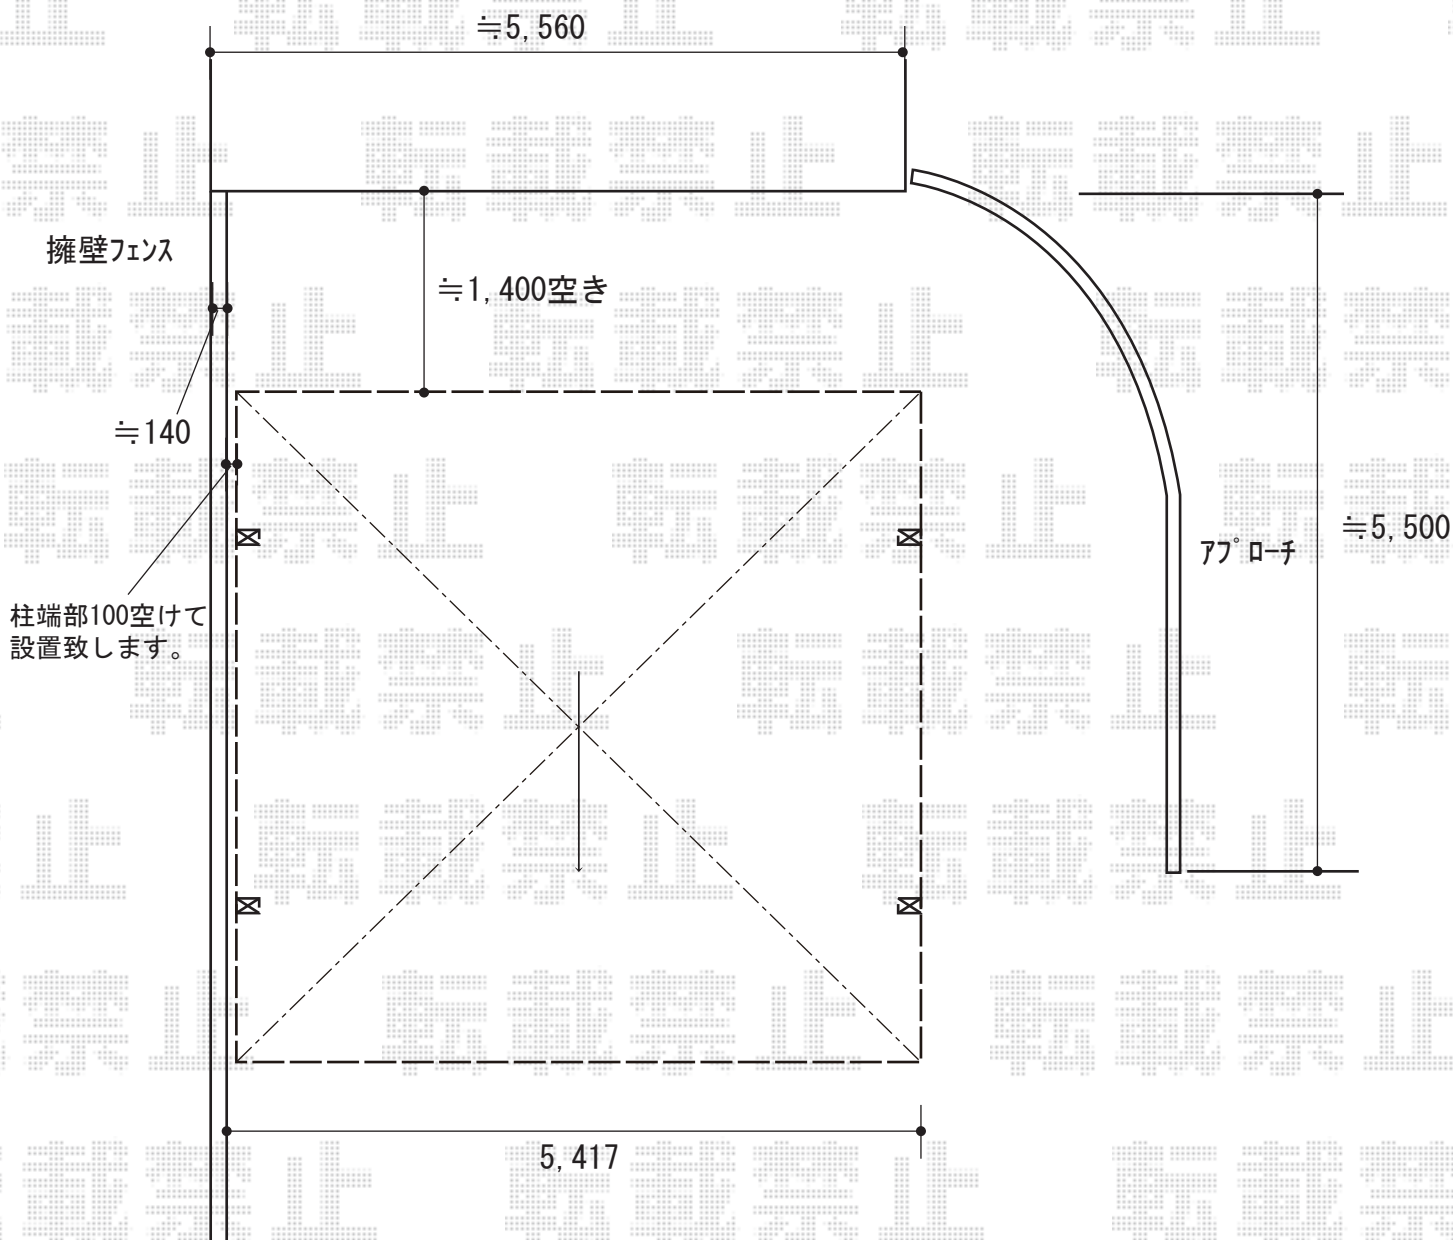 ≒5,560
擁壁フェンス
≒1,400空き
≒140
≒5,500
アプローチ
柱端部100空けて
設置致します。
5,417
転載禁止